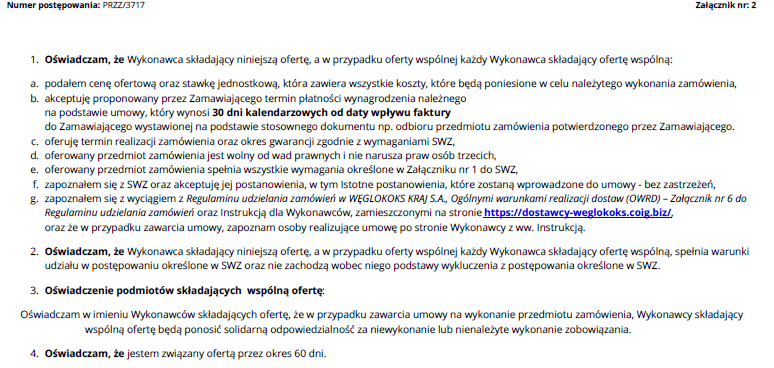 Numer postępowania: PRZZ/3717 Załącznik nr: 2
1. Oświadczam, że Wykonawca składający niniejszą ofertę, a w przypadku oferty wspólnej każdy Wykonawca składający ofertę wspólną:
a. podałem cenę ofertową oraz stawkę jednostkową, która zawiera wszystkie koszty, które będą poniesione w celu należytego wykonania zamówienia,
b. akceptuję proponowany przez Zamawiającego termin płatności wynagrodzenia należnego
na podstawie umowy, który wynosi 30 dni kalendarzowych od daty wpływu faktury
do Zamawiającego wystawionej na podstawie stosownego dokumentu np. odbioru przedmiotu zamówienia potwierdzonego przez Zamawiającego.
c. oferuję termin realizacji zamówienia oraz okres gwarancji zgodnie z wymaganiami SWZ,
d. oferowany przedmiot zamówienia jest wolny od wad prawnych i nie narusza praw osób trzecich,
e. oferowany przedmiot zamówienia spełnia wszystkie wymagania określone w Załączniku nr 1 do SWZ,
f. zapoznałem się z SWZ oraz akceptuję jej postanowienia, w tym Istotne postanowienia, które zostaną wprowadzone do umowy - bez zastrzeżeń,
g. zapoznałem się z wyciągiem z Regulaminu udzielania zamówień w WĘGLOKOKS KRAJ S.A., Ogólnymi warunkami realizacji dostaw (OWRD) – Załącznik nr 6 do
Regulaminu udzielania zamówień oraz Instrukcją dla Wykonawców, zamieszczonymi na stronie https://dostawcy-weglokoks.coig.biz/,
oraz że w przypadku zawarcia umowy, zapoznam osoby realizujące umowę po stronie Wykonawcy z ww. Instrukcją.
2. Oświadczam, że Wykonawca składający niniejszą ofertę, a w przypadku oferty wspólnej każdy Wykonawca składający ofertę wspólną, spełnia warunki
udziału w postępowaniu określone w SWZ oraz nie zachodzą wobec niego podstawy wykluczenia z postępowania określone w SWZ.
3. Oświadczenie podmiotów składających wspólną ofertę:
Oświadczam w imieniu Wykonawców składających ofertę, że w przypadku zawarcia umowy na wykonanie przedmiotu zamówienia, Wykonawcy składający
wspólną ofertę będą ponosić solidarną odpowiedzialność za niewykonanie lub nienależyte wykonanie zobowiązania.
4. Oświadczam, że jestem związany ofertą przez okres 60 dni.